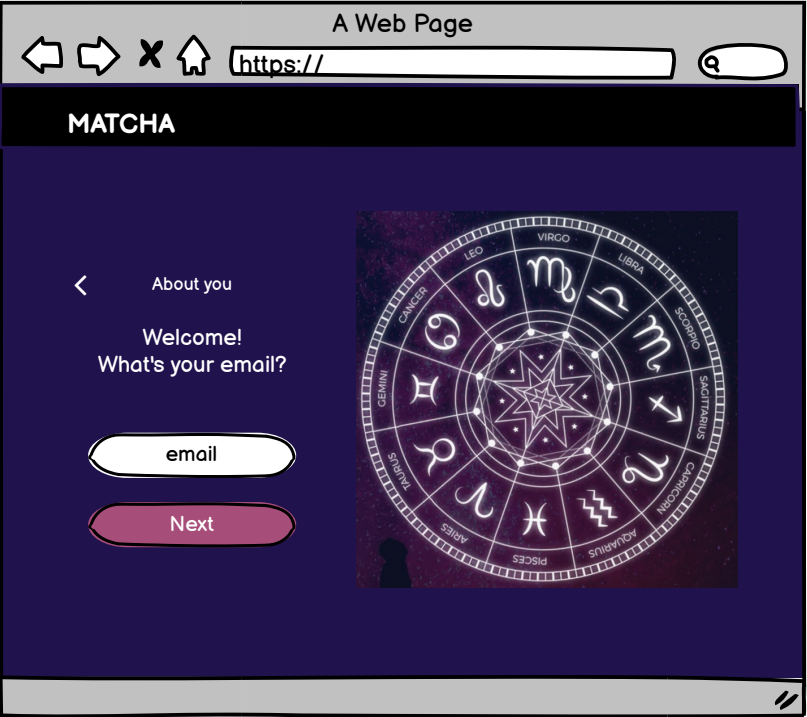 A Web Page
https://
MATCHA
About you
Welcome!
What's your email?
email
Next
VIRGO
LIBRA
SCORPIO
SAGITTARIUS
CAPRICORN
AQUARIUS
PISCES
ARIES
TAURUS
GEMINI
CANCER
LEO